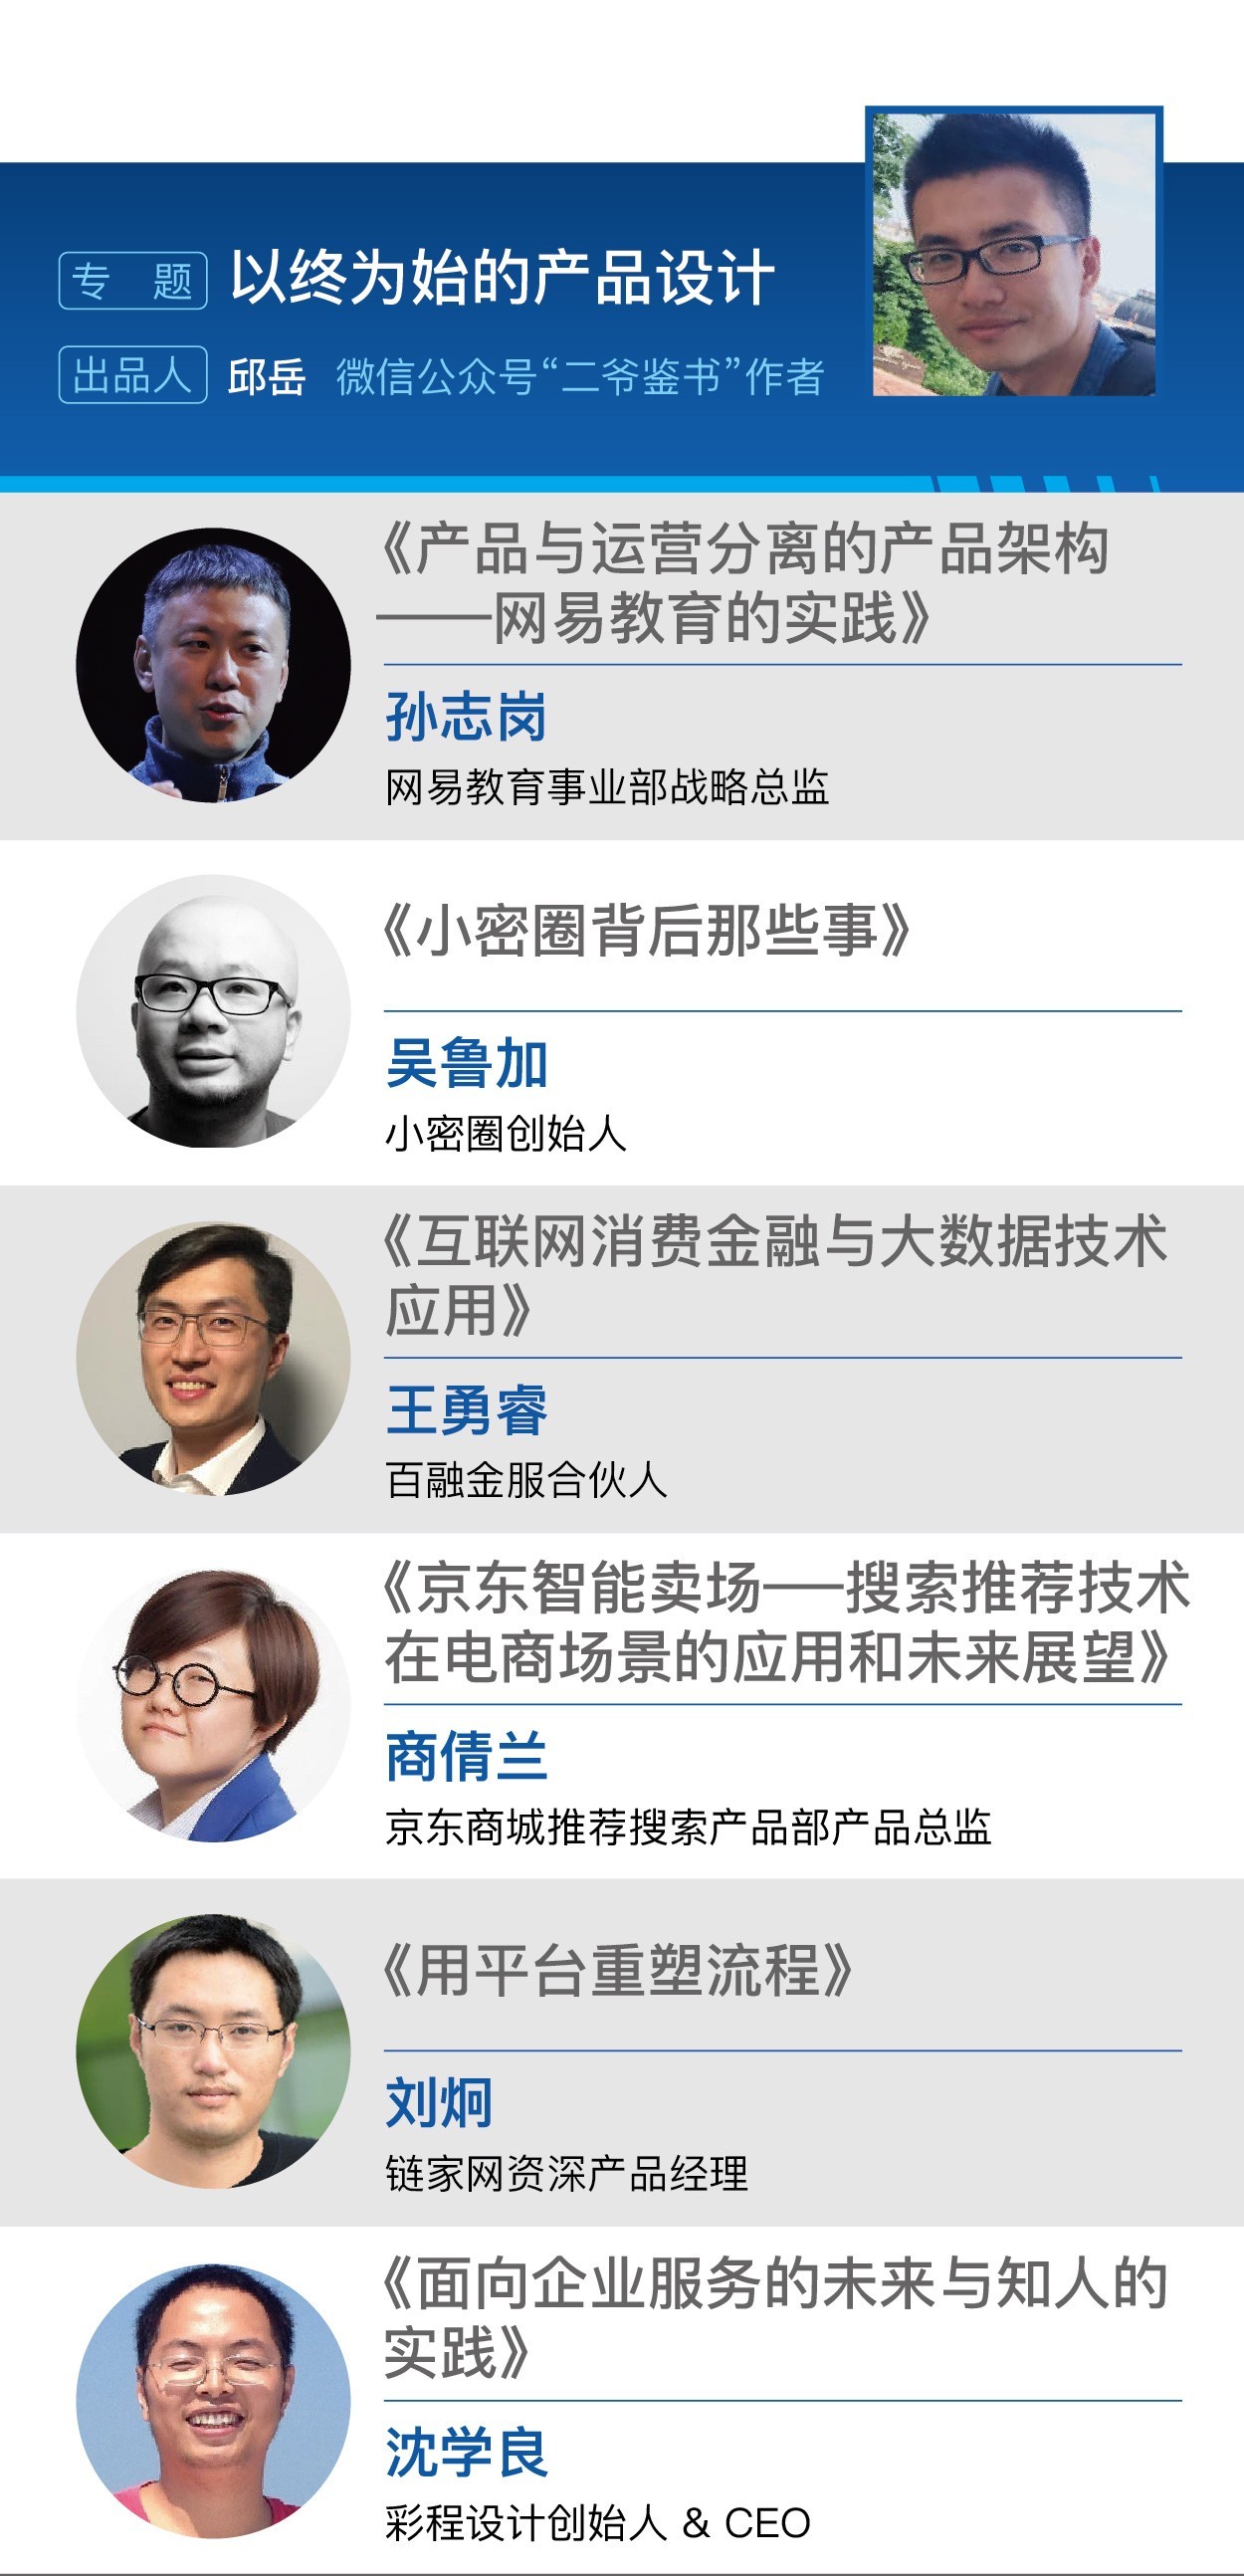 专 题 以终为始的产品设计
出品人 邱岳 微信公众号“二爷鉴书”作者
《产品与运营分离的产品架构
——网易教育的实践》
孙志岗
网易教育事业部战略总监
《小密圈背后那些事》
吴鲁加
小密圈创始人
《互联网消费金融与大数据技术
应用》
王勇睿
百融金服合伙人
《京东智能卖场——搜索推荐技术
在电商场景的应用和未来展望》
商倩兰
京东商城推荐搜索产品部产品总监
《用平台重塑流程》
刘炯
链家网资深产品经理
《面向企业服务的未来与知人的
实践》
沈学良
彩程设计创始人 & CEO